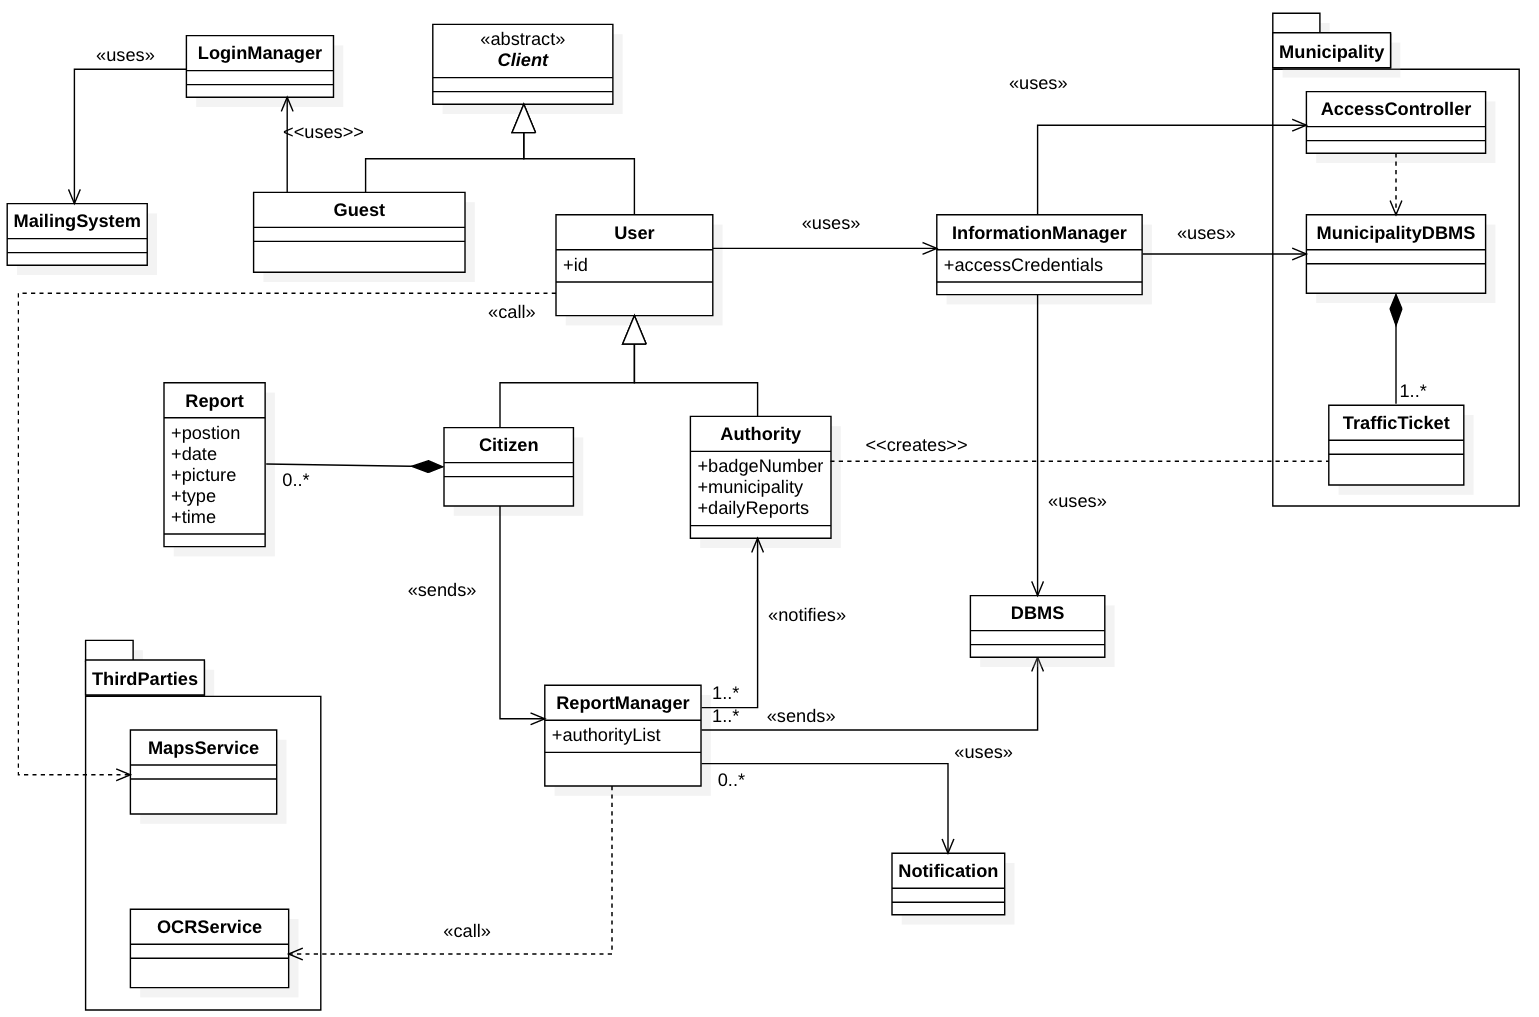 «uses»
LoginManager
«abstract»
Client
Municipality
«uses»
AccessController
<<uses>>
MailingSystem
Guest
User
+id
«uses»
InformationManager
+accessCredentials
«uses»
MunicipalityDBMS
«call»
1..*
Report
+postion
+date
+picture
+type
+time
0..*
Citizen
Authority
+badgeNumber
+municipality
+dailyReports
<<creates>>
TrafficTicket
«uses»
«sends»
«notifies»
DBMS
ThirdParties
MapsService
ReportManager
+authorityList
1..*
1..*
«sends»
«uses»
0..*
Notification
OCRService
«call»